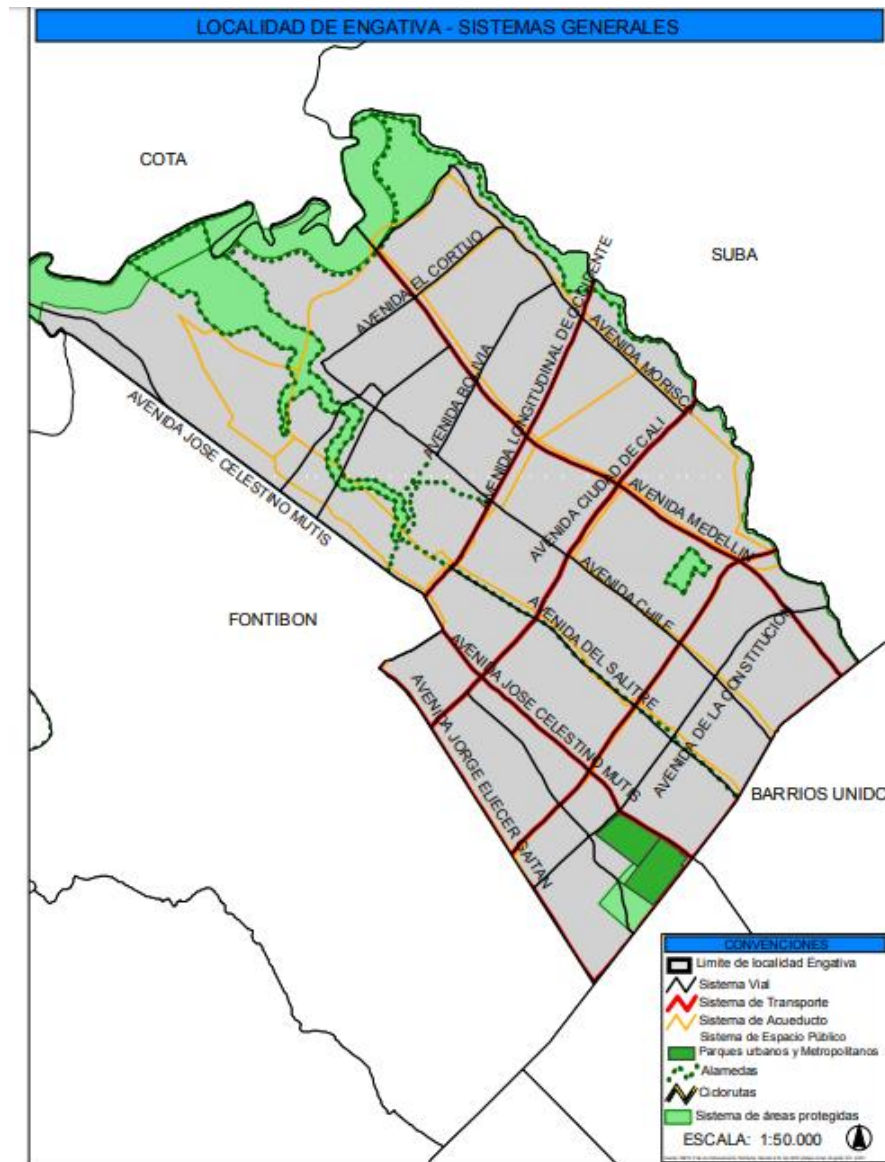 LOCALIDAD DE ENGATIVA - SISTEMAS GENERALES
COTA
SUBA
AVENIDA EL CORTIJO
AVENIDA LONGITUDINAL DE OCCIDENTE
AVENIDA BOLIVIA
AVENIDA MORISC
AVENIDA CIUDAD DE CALI
AVENIDA JOSE CELESTINO MUTIS
AVENIDA MEDELLIN
AVENIDA CHILE
FONTIBON
AVENIDA DEL SALITRE
AVENIDA DE LA CONSTITUCIO
AVENIDA JOSE CELESTINO MUTIS
AVENIDA JORGE ELIECER GAITAN
BARRIOS UNIDO
CONVENCIONES
Limite de localidad Engativa
Sistema Vial
Sistema de Transporte
Sistema de Acueducto
Sistema de Espacio Público
Parques urbanos y Metropolitanos
Alamedas
Ciclorutas
Sistema de áreas protegidas
ESCALA: 1:50.000